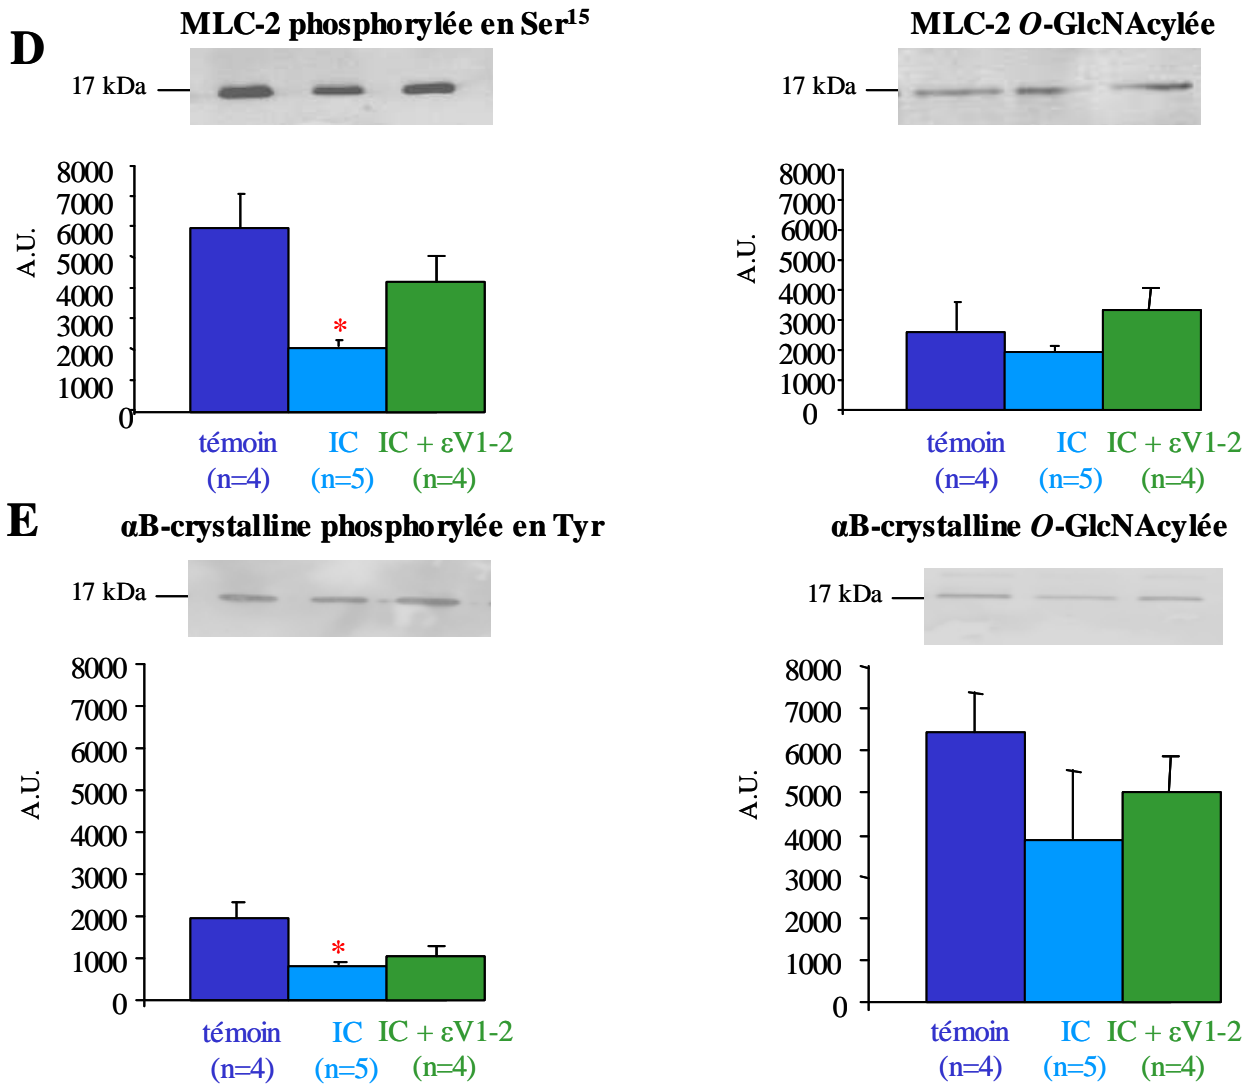 D
MLC-2 phosphorylée en Ser15
17 kDa
8000
7000
6000
5000
4000
3000
2000
1000
0
A.U.
*
témoin IC IC + εV1-2
(n=4) (n=5) (n=4)
MLC-2 O-GlcNAcylée
17 kDa
8000
7000
6000
5000
4000
3000
2000
1000
0
A.U.
témoin IC IC + εV1-2
(n=4) (n=5) (n=4)
E
αB-crystalline phosphorylée en Tyr
17 kDa
8000
7000
6000
5000
4000
3000
2000
1000
0
A.U.
*
témoin IC IC + εV1-2
(n=4) (n=5) (n=4)
αB-crystalline O-GlcNAcylée
17 kDa
8000
7000
6000
5000
4000
3000
2000
1000
0
A.U.
témoin IC IC + εV1-2
(n=4) (n=5) (n=4)